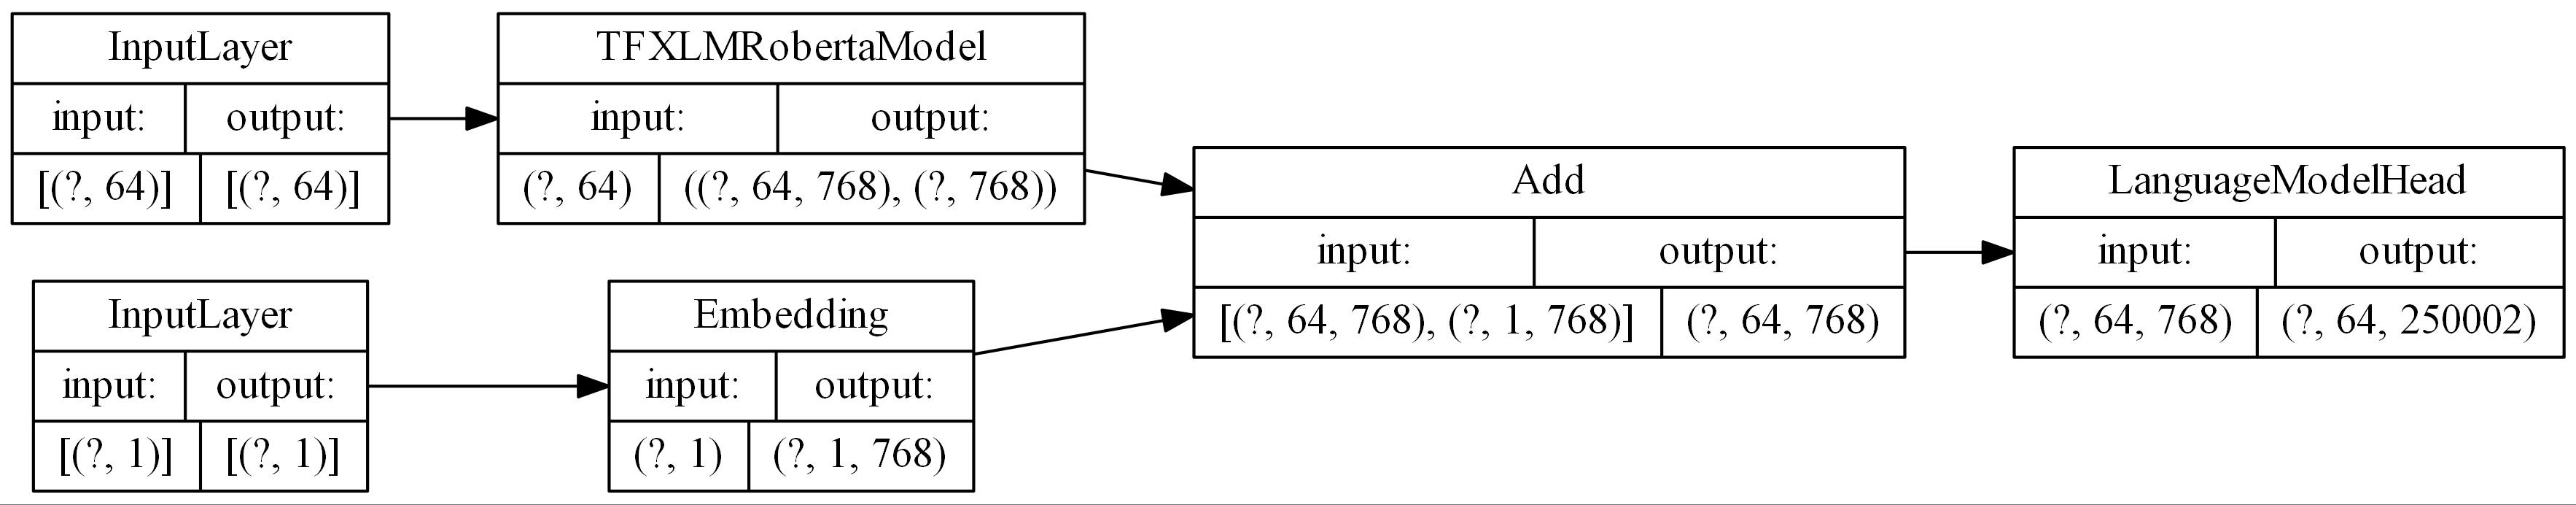 InputLayer
input: output:
[(?, 64)] [(?, 64)]
TFXLMRobertaModel
input: output:
(?, 64) ((?, 64, 768), (?, 768))
InputLayer
input: output:
[(?, 1)] [(?, 1)]
Embedding
input: output:
(?, 1) (?, 1, 768)
Add
input: output:
[(?, 64, 768), (?, 1, 768)] (?, 64, 768)
LanguageModelHead
input: output:
(?, 64, 768) (?, 64, 250002)